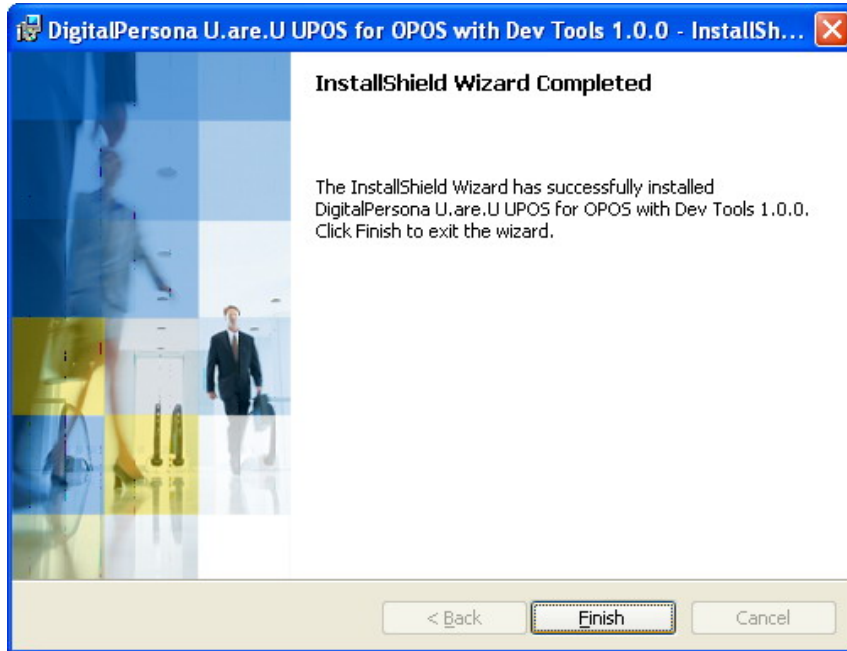 DigitalPersona U.are.U UPOS for OPOS with Dev Tools 1.0.0 - InstallSh...
InstallShield Wizard Completed
The InstallShield Wizard has successfully installed
DigitalPersona U.are.U UPOS for OPOS with Dev Tools 1.0.0.
Click Finish to exit the wizard.
< Back
Finish
Cancel